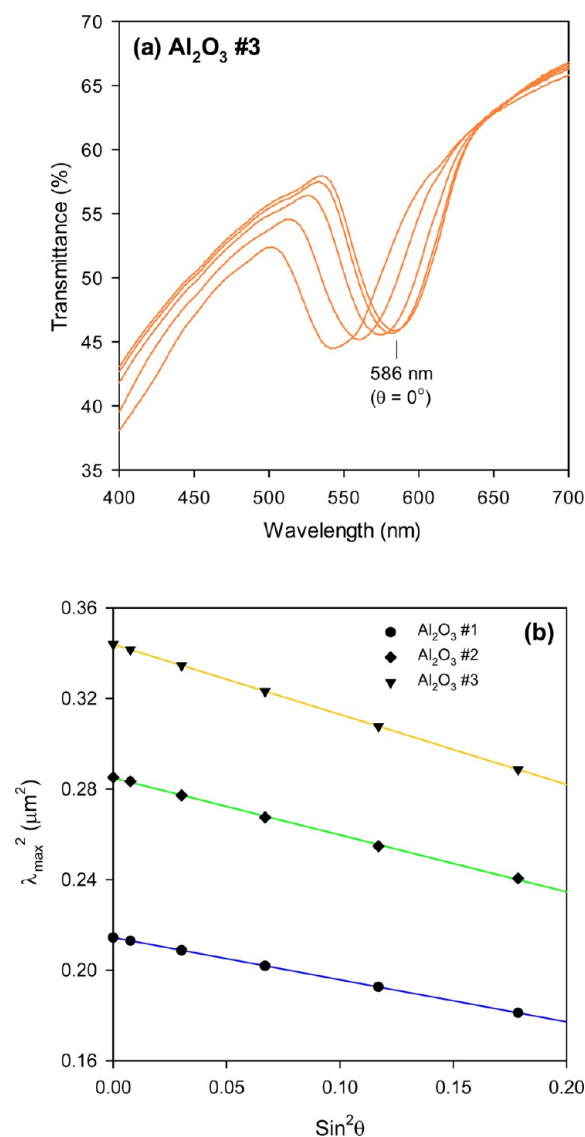 (a) Al₂O₃ #3
70
65
60
55
50
45
40
35
Transmittance (%)
586 nm
(θ = 0°)
400 450 500 550 600 650 700
Wavelength (nm)
(b)
Al₂O₃ #1
Al₂O₃ #2
Al₂O₃ #3
0.36
0.32
0.28
0.24
0.20
0.16
λmax² (μm²)
0.00 0.05 0.10 0.15 0.20
Sin²θ